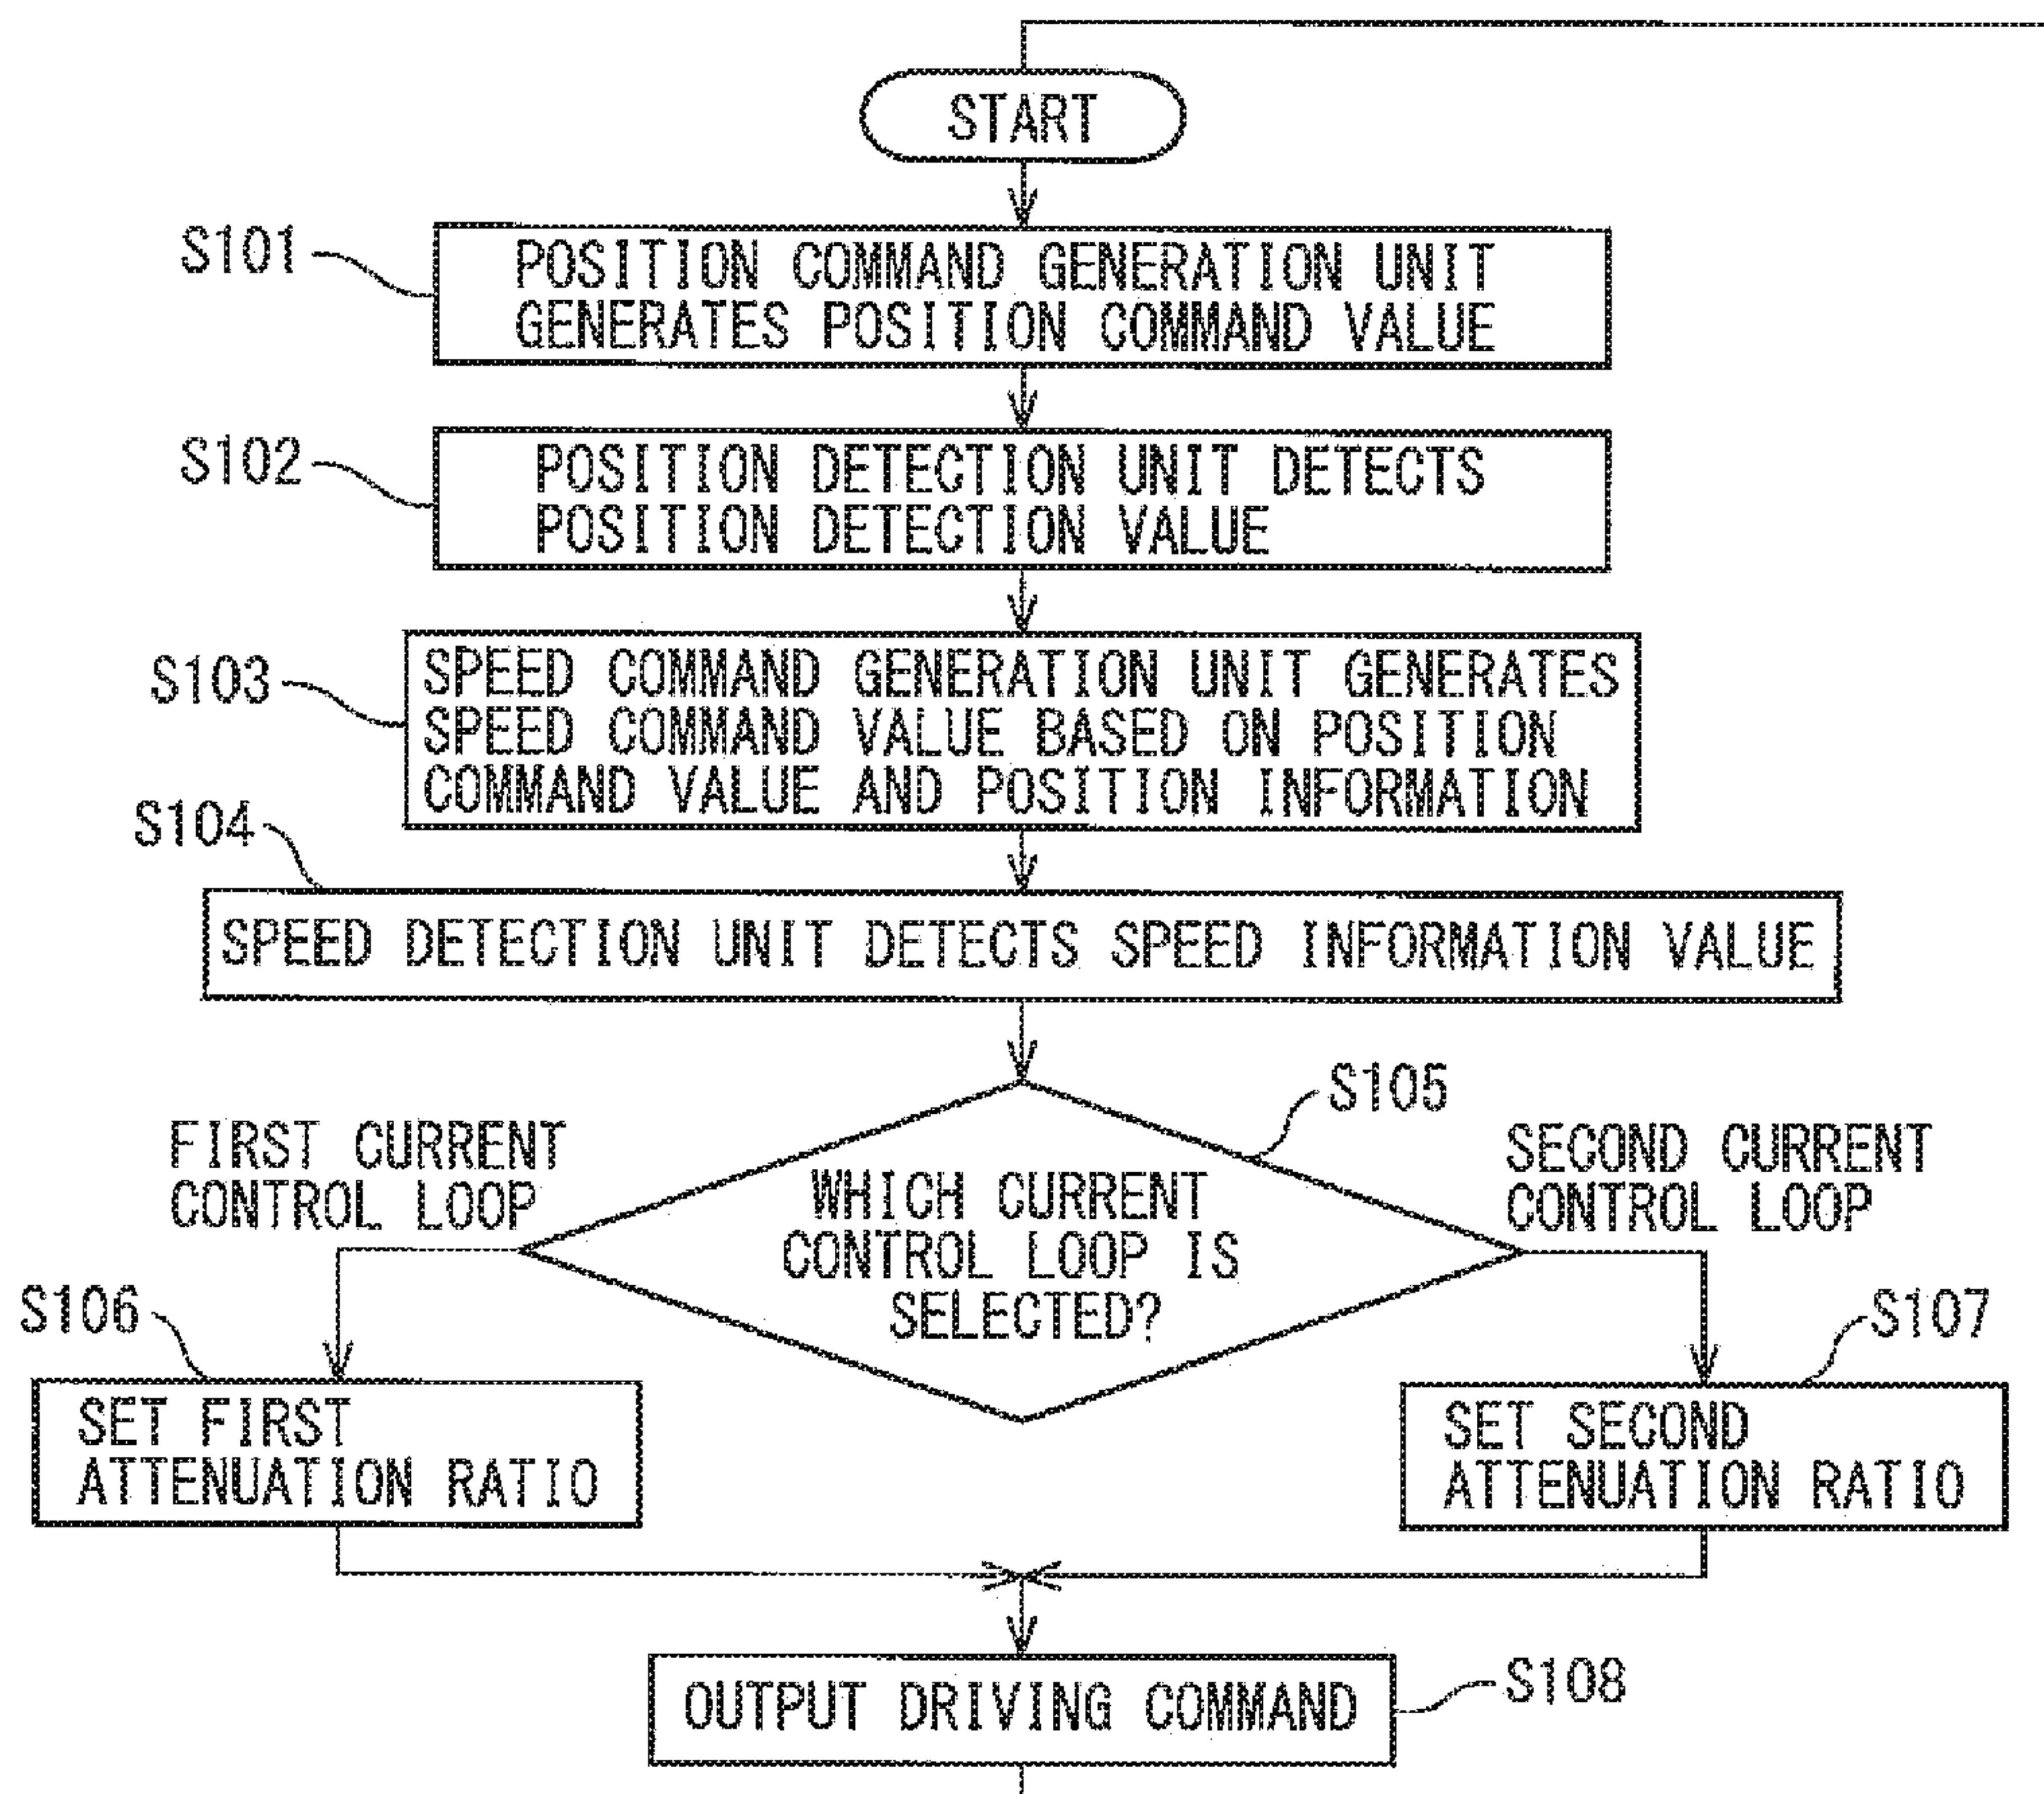 START
S101
POSITION COMMAND GENERATION UNIT
GENERATES POSITION COMMAND VALUE
S102
POSITION DETECTION UNIT DETECTS
POSITION DETECTION VALUE
S103
SPEED COMMAND GENERATION UNIT GENERATES
SPEED COMMAND VALUE BASED ON POSITION
COMMAND VALUE AND POSITION INFORMATION
S104
SPEED DETECTION UNIT DETECTS SPEED INFORMATION VALUE
S105
WHICH CURRENT
CONTROL LOOP IS
SELECTED?
FIRST CURRENT
CONTROL LOOP
SECOND CURRENT
CONTROL LOOP
S106
SET FIRST
ATTENUATION RATIO
S107
SET SECOND
ATTENUATION RATIO
OUTPUT DRIVING COMMAND
S108